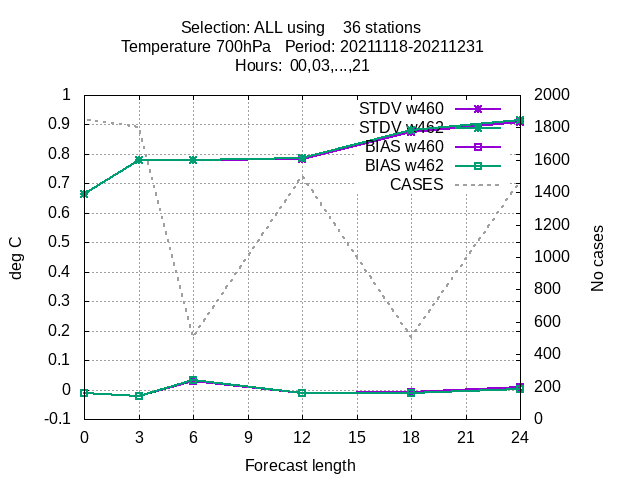 Selection: ALL using    36 stations
Temperature 700hPa   Period: 20211118-20211231
Hours: 00,03,...,21
1 2000
STDV w460
0.9 STDV w462 1800
BIAS w460
0.8 BIAS w462 1600
CASES
0.7 1400
0.6 1200
0.5 1000
deg C
No cases
0.4
0.3 800
0.2 600
0.1 400
0 200
-0.1 0
0 3 6 9 12 15 18 21 24
Forecast length